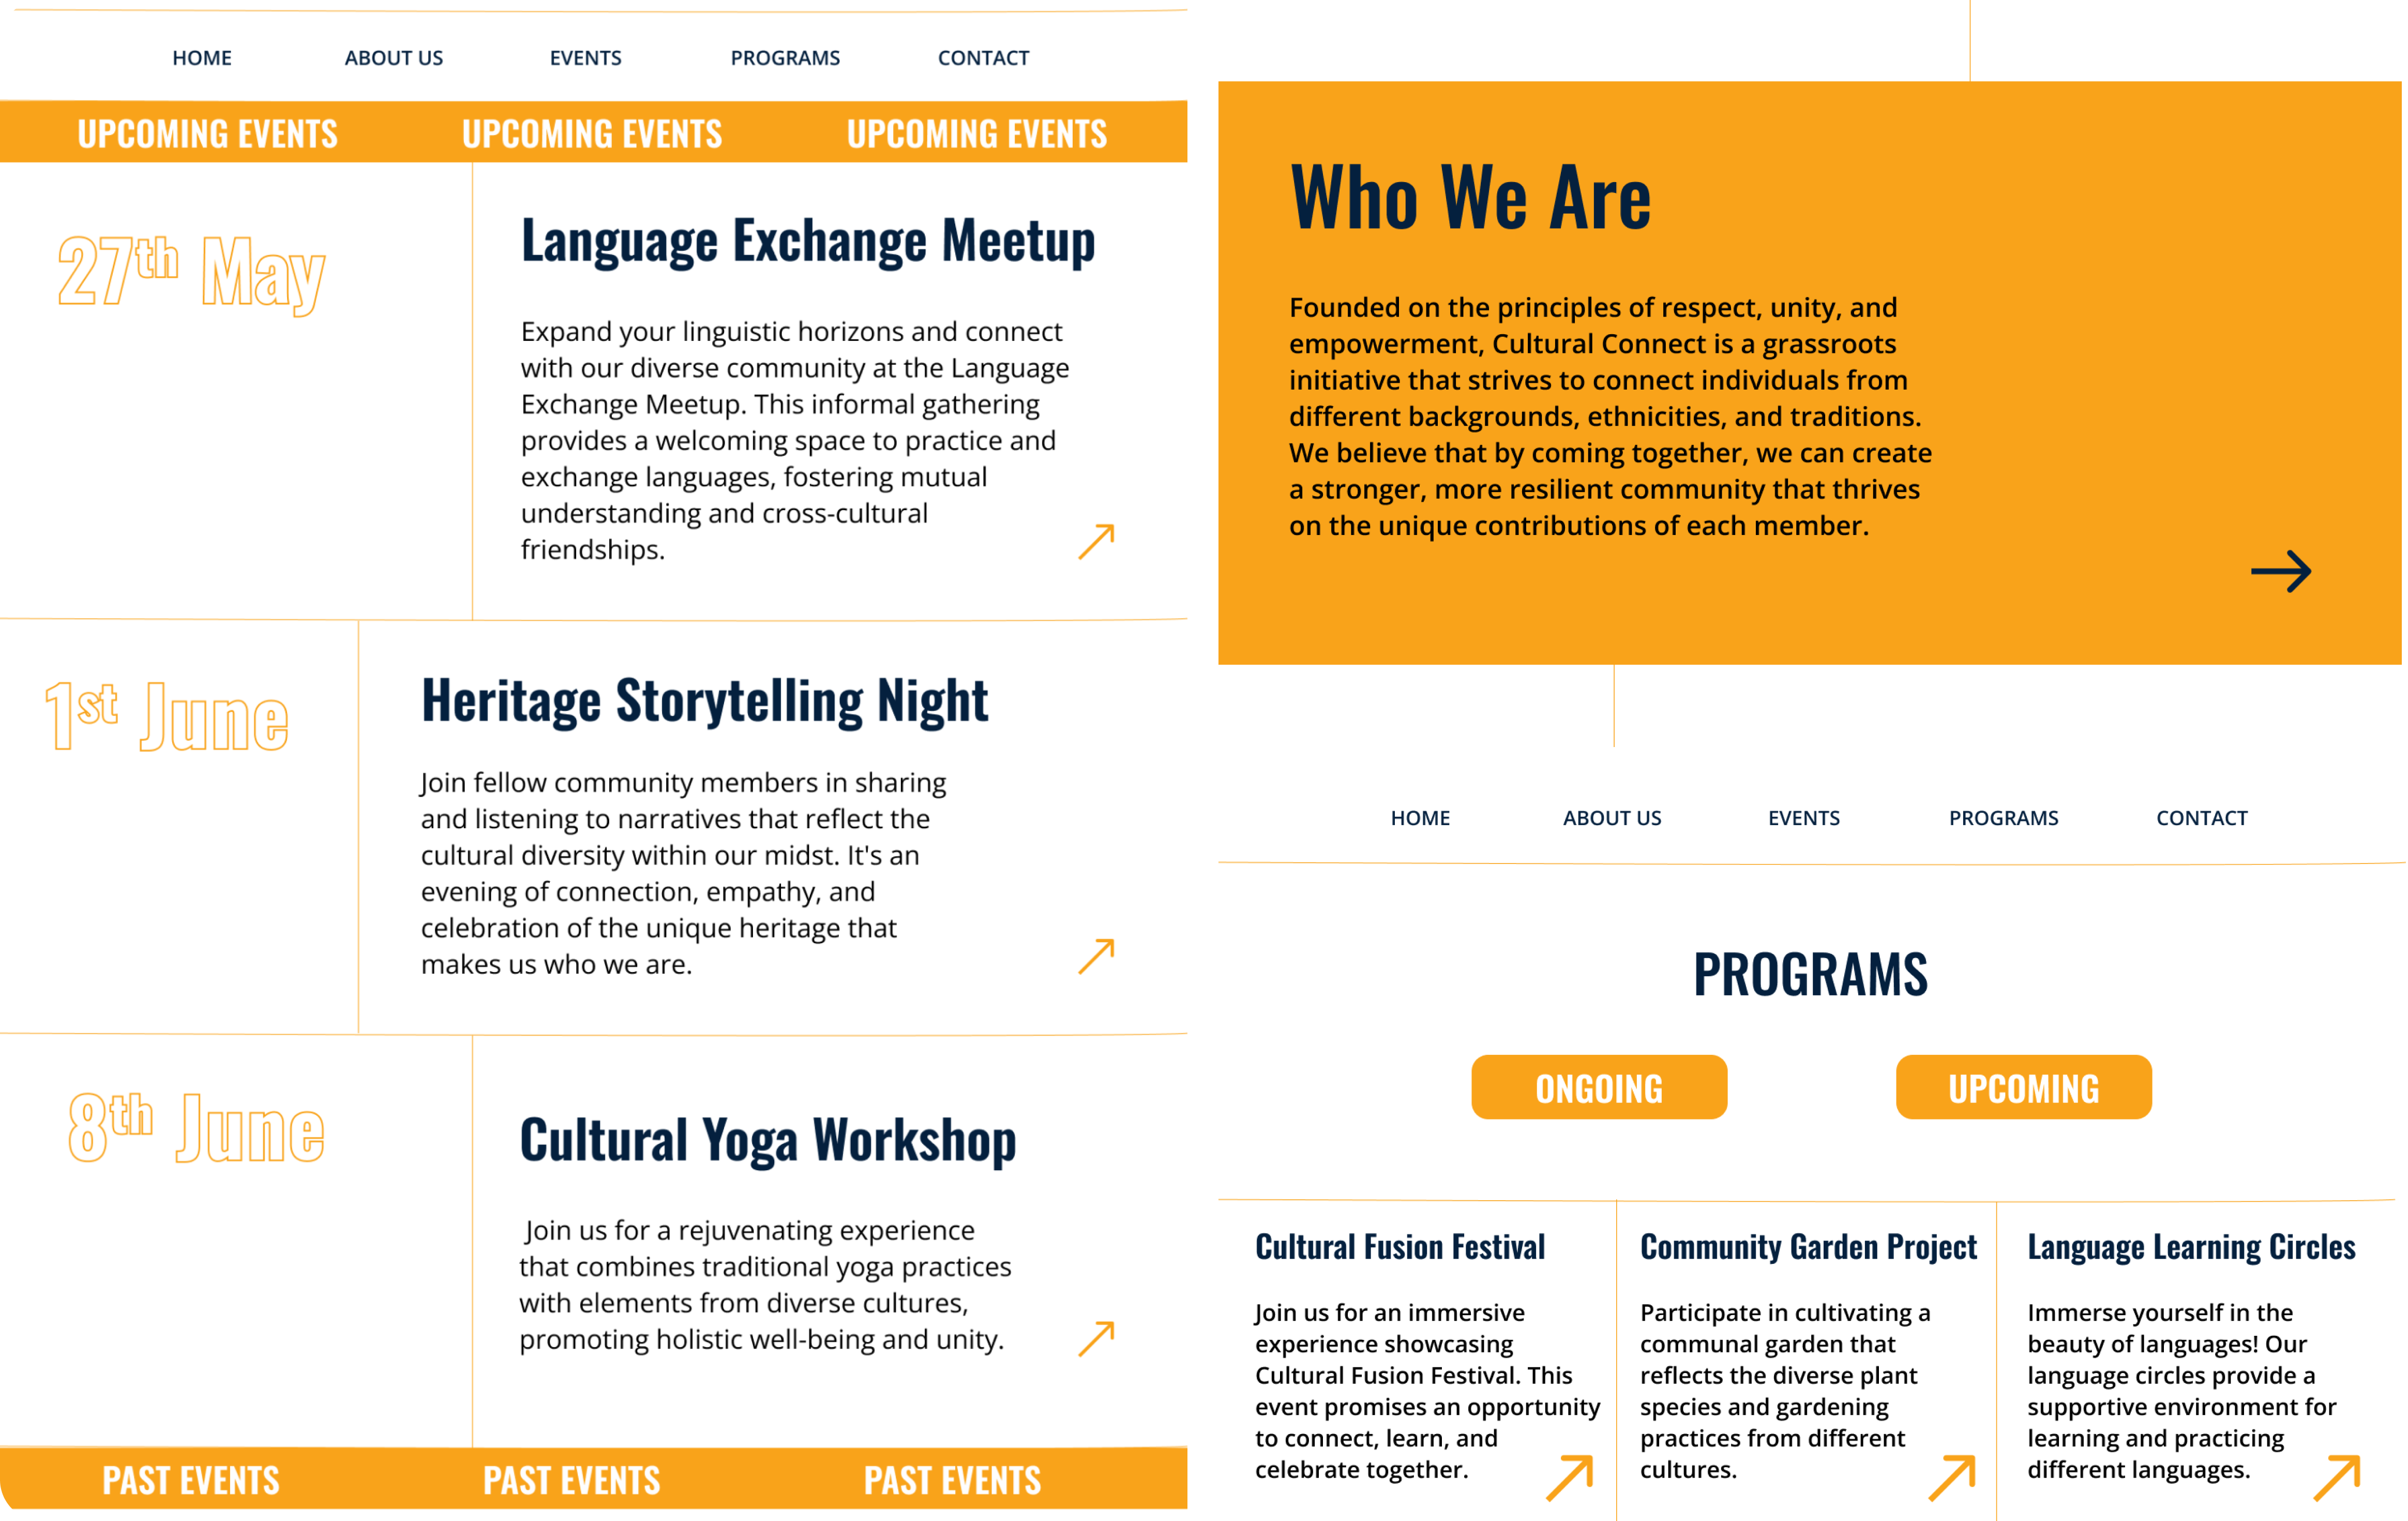 HOME ABOUT US EVENTS PROGRAMS CONTACT
UPCOMING EVENTS UPCOMING EVENTS UPCOMING EVENTS
27th May
Language Exchange Meetup
Expand your linguistic horizons and connect
with our diverse community at the Language
Exchange Meetup. This informal gathering
provides a welcoming space to practice and
exchange languages, fostering mutual
understanding and cross-cultural
friendships.
1st June
Heritage Storytelling Night
Join fellow community members in sharing
and listening to narratives that reflect the
cultural diversity within our midst. It's an
evening of connection, empathy, and
celebration of the unique heritage that
makes us who we are.
8th June
Cultural Yoga Workshop
Join us for a rejuvenating experience
that combines traditional yoga practices
with elements from diverse cultures,
promoting holistic well-being and unity.
PAST EVENTS PAST EVENTS PAST EVENTS
Who We Are
Founded on the principles of respect, unity, and
empowerment, Cultural Connect is a grassroots
initiative that strives to connect individuals from
different backgrounds, ethnicities, and traditions.
We believe that by coming together, we can create
a stronger, more resilient community that thrives
on the unique contributions of each member.
HOME ABOUT US EVENTS PROGRAMS CONTACT
PROGRAMS
ONGOING UPCOMING
Cultural Fusion Festival
Join us for an immersive
experience showcasing
Cultural Fusion Festival. This
event promises an opportunity
to connect, learn, and
celebrate together.
Community Garden Project
Participate in cultivating a
communal garden that
reflects the diverse plant
species and gardening
practices from different
cultures.
Language Learning Circles
Immerse yourself in the
beauty of languages! Our
language circles provide a
supportive environment for
learning and practicing
different languages.